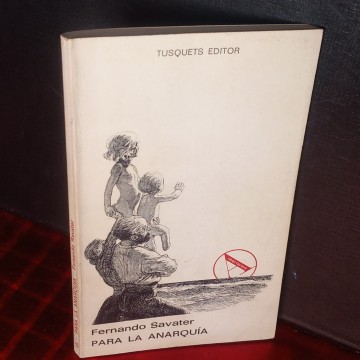 TUSQUETS EDITOR
Fernando Savater
PARA LA ANARQUÍA